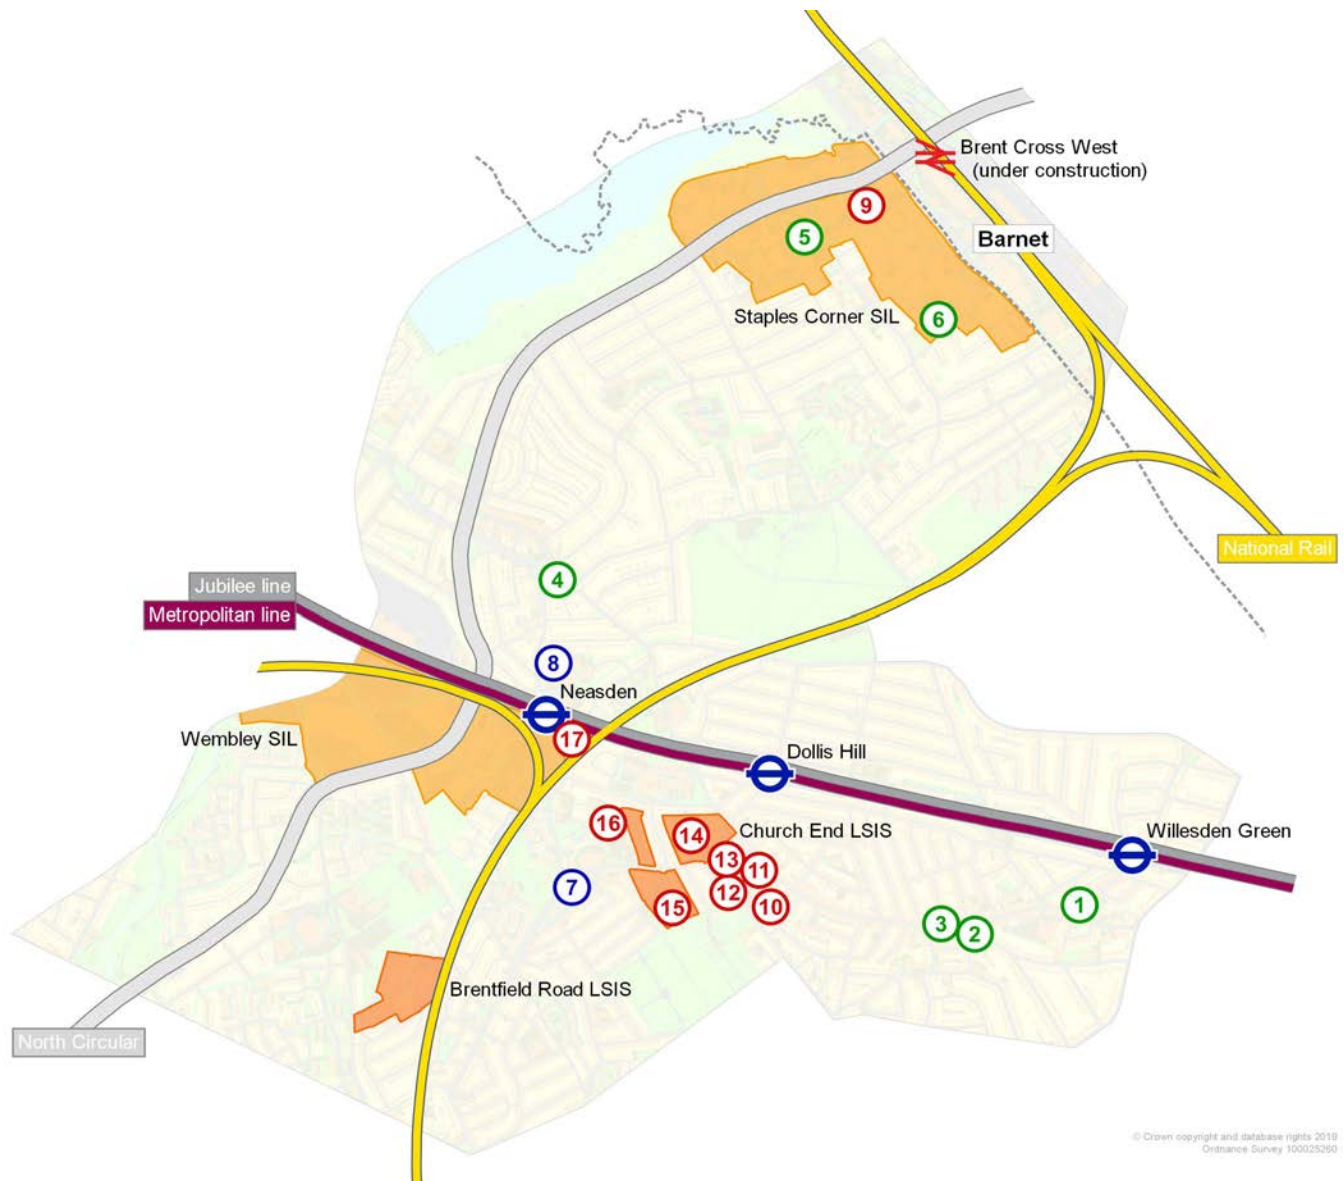 Brent Cross West
(under construction)
9
Barnet
5
Staples Corner SIL
6
National Rail
4
Jubilee line
Metropolitan line
8
Neasden
Wembley SIL
17
Dollis Hill
16
14
Church End LSIS
Willesden Green
13
11
7
12
15
10
1
3
2
Brentfield Road LSIS
North Circular
© Crown copyright and database rights 2019
Ordnance Survey 100025260